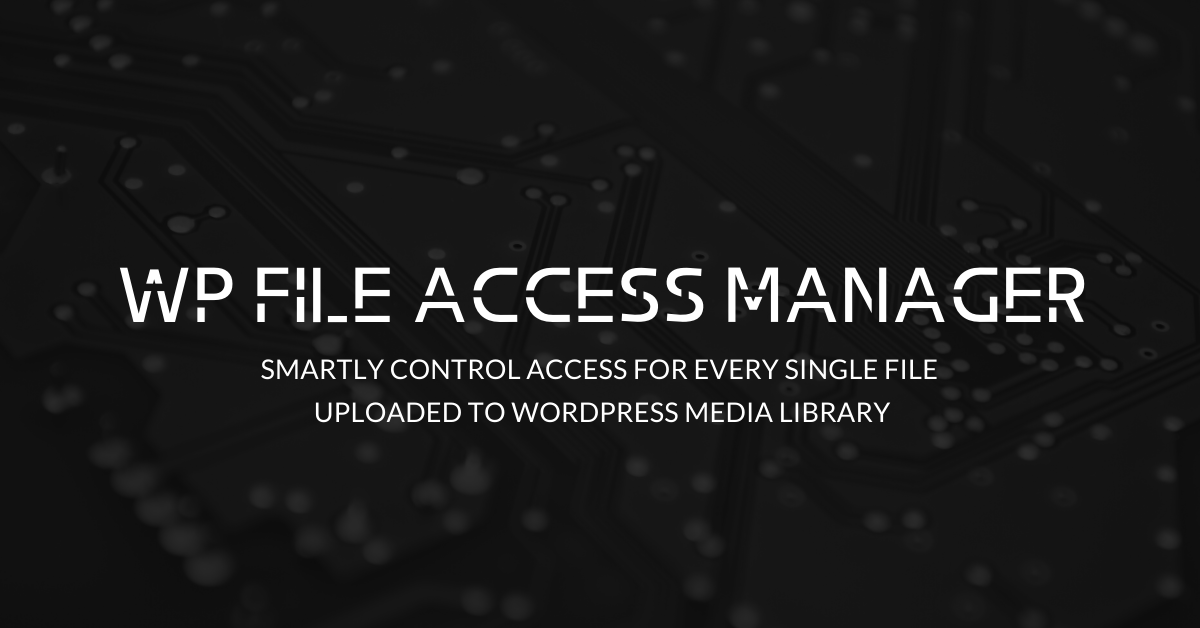 WP FILE ACCESS MANAGER
SMARTLY CONTROL ACCESS FOR EVERY SINGLE FILE
UPLOADED TO WORDPRESS MEDIA LIBRARY